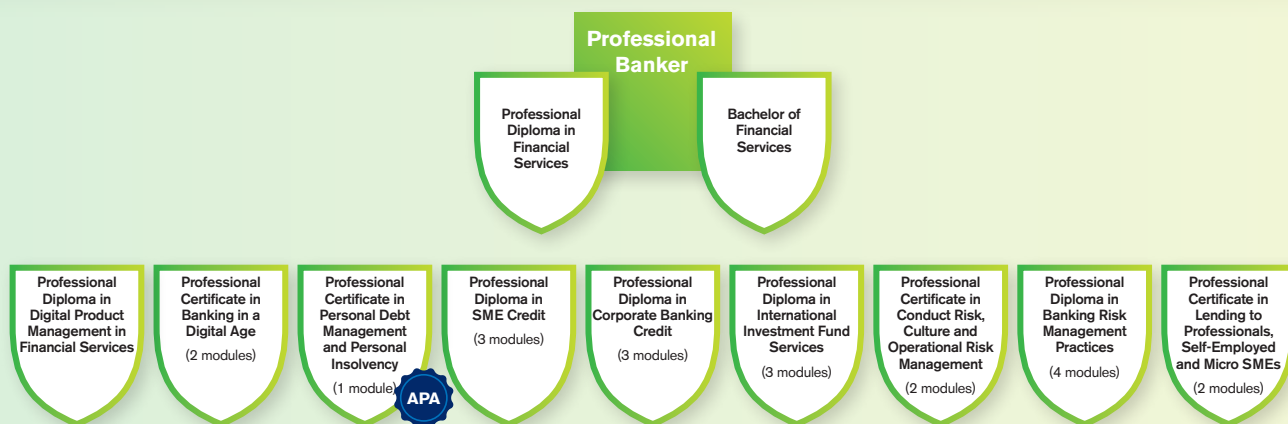 Professional
Banker
Professional
Diploma in
Financial
Services
Bachelor of
Financial
Services
Professional
Diploma in
Digital Product
Management in
Financial Services
Professional
Certificate in
Banking in a
Digital Age
(2 modules)
Professional
Certificate in
Personal Debt
Management
and Personal
Insolvency
(1 module)
APA
Professional
Diploma in
SME Credit
(3 modules)
Professional
Diploma in
Corporate Banking
Credit
(3 modules)
Professional
Diploma in
International
Investment Fund
Services
(3 modules)
Professional
Certificate in
Conduct Risk,
Culture and
Operational Risk
Management
(2 modules)
Professional
Diploma in
Banking Risk
Management
Practices
(4 modules)
Professional
Certificate in
Lending to
Professionals,
Self-Employed
and Micro SMEs
(2 modules)